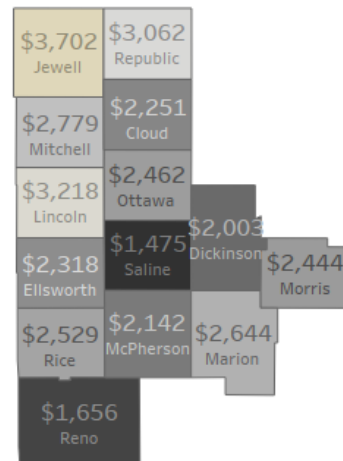 $3,702
Jewell
$3,062
Republic
$2,779
Mitchell
$2,251
Cloud
$3,218
Lincoln
$2,462
Ottawa
$2,318
Ellsworth
$1,475
Saline
$2,003
Dickinson
$2,444
Morris
$2,529
Rice
$2,142
McPherson
$2,644
Marion
$1,656
Reno